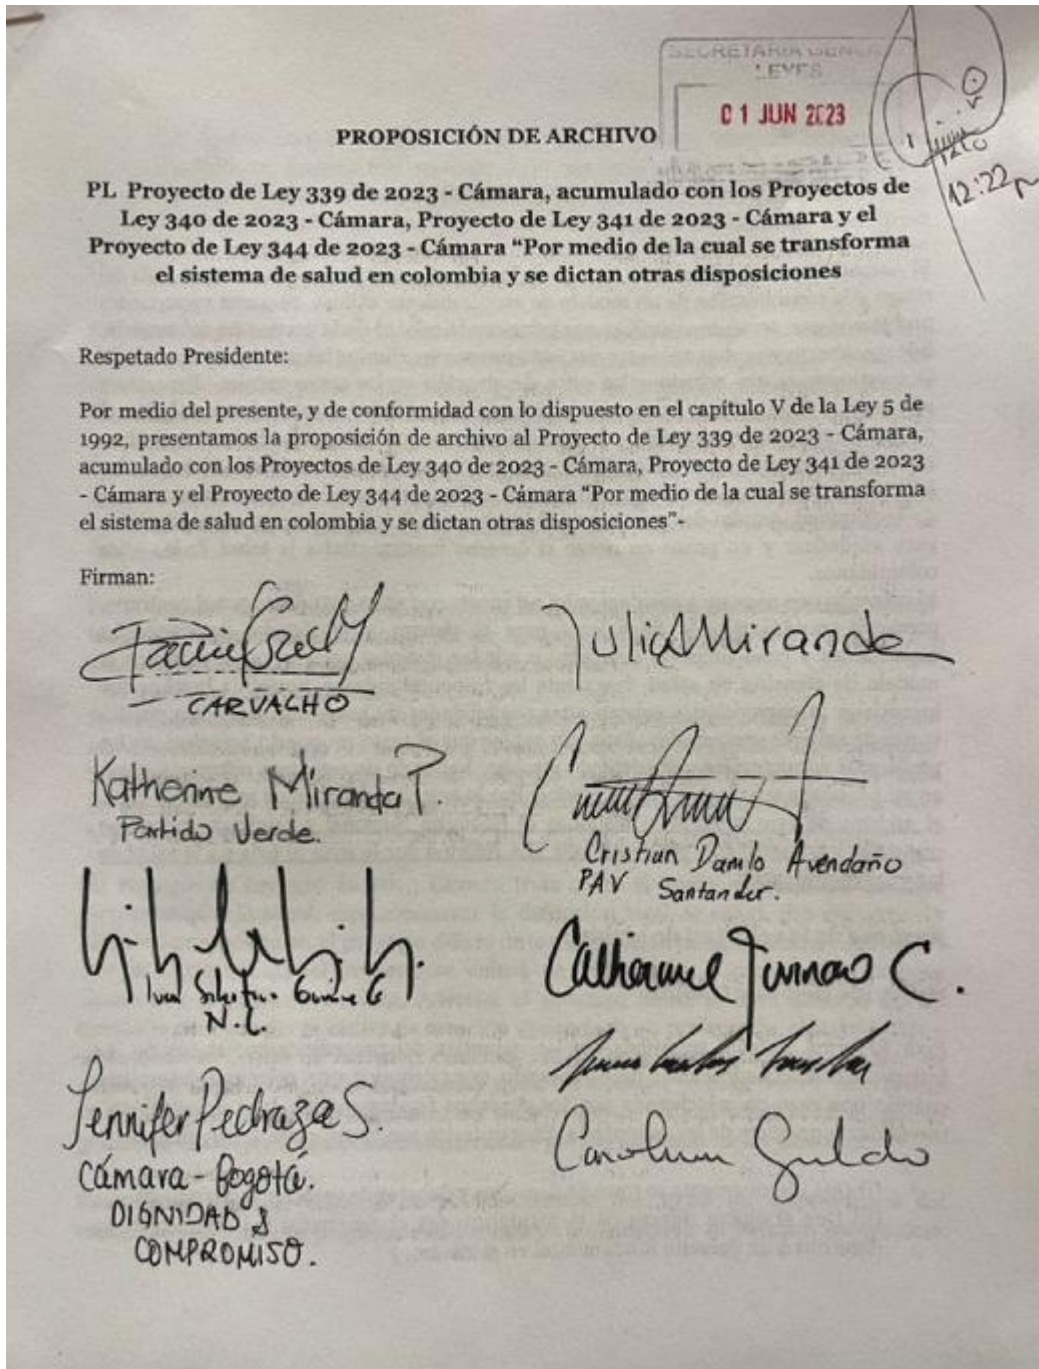 SECRETARIA GENERAL
LEYES
01 JUN 2023
12:22
PROPOSICIÓN DE ARCHIVO
PL Proyecto de Ley 339 de 2023 - Cámara, acumulado con los Proyectos de
Ley 340 de 2023 - Cámara, Proyecto de Ley 341 de 2023 - Cámara y el
Proyecto de Ley 344 de 2023 - Cámara “Por medio de la cual se transforma
el sistema de salud en colombia y se dictan otras disposiciones
Respetado Presidente:
Por medio del presente, y de conformidad con lo dispuesto en el capítulo V de la Ley 5 de
1992, presentamos la proposición de archivo al Proyecto de Ley 339 de 2023 - Cámara,
acumulado con los Proyectos de Ley 340 de 2023 - Cámara, Proyecto de Ley 341 de 2023
- Cámara y el Proyecto de Ley 344 de 2023 - Cámara “Por medio de la cual se transforma
el sistema de salud en colombia y se dictan otras disposiciones”-
Firman:
CARVALHO
Julia Miranda
Katherine Miranda P.
Partido Verde.
Cristian Danilo Avendaño
PAV Santander.
N.L.
Catherine Juvinao C.
Jennifer Pedraza S.
Cámara - Bogotá.
DIGNIDAD &
COMPROMISO.
Carolina Giraldo